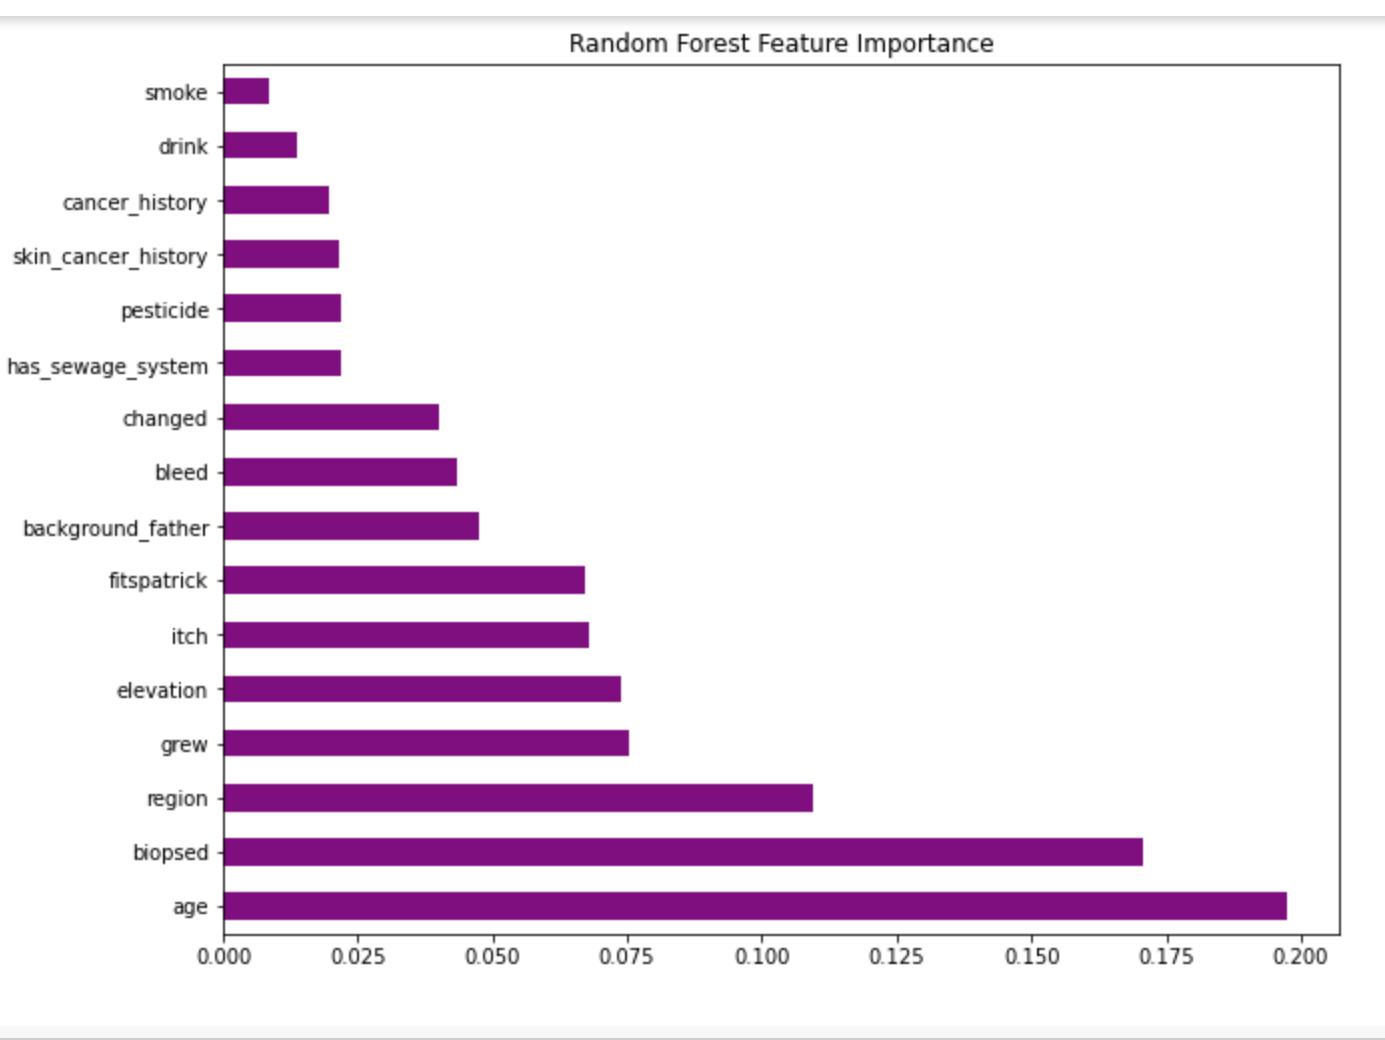 Random Forest Feature Importance
smoke
drink
cancer_history
skin_cancer_history
pesticide
has_sewage_system
changed
bleed
background_father
fitspatrick
itch
elevation
grew
region
biopsed
age
0.000 0.025 0.050 0.075 0.100 0.125 0.150 0.175 0.200